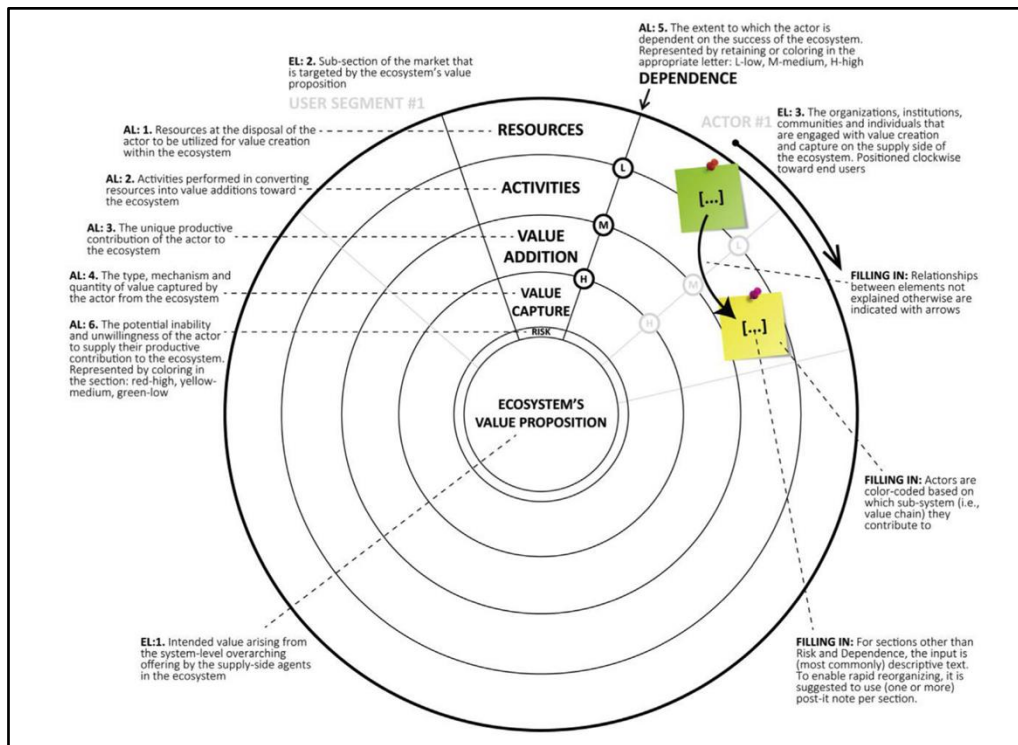 AL: 5. The extent to which the actor is
dependent on the success of the ecosystem.
Represented by retaining or coloring in the
appropriate letter: L-low, M-medium, H-high
DEPENDENCE
EL: 2. Sub-section of the market that
is targeted by the ecosystem's value
proposition
USER SEGMENT #1
ACTOR #1
EL: 3. The organizations, institutions,
communities and individuals that
are engaged with value creation
and capture on the supply side of
the ecosystem. Positioned clockwise
toward end users
AL: 1. Resources at the disposal of the
actor to be utilized for value creation
within the ecosystem
RESOURCES
AL: 2. Activities performed in converting
resources into value additions toward
the ecosystem
ACTIVITIES
L
[...]
AL: 3. The unique productive
contribution of the actor to
the ecosystem
VALUE
ADDITION
M
L
AL: 4. The type, mechanism and
quantity of value captured by
the actor from the ecosystem
VALUE
CAPTURE
H
M
FILLING IN: Relationships
between elements not
explained otherwise are
indicated with arrows
AL: 6. The potential inability
and unwillingness of the actor
to supply their productive
contribution to the ecosystem.
Represented by coloring in
the section: red-high, yellow-
medium, green-low
RISK
H
[...]
ECOSYSTEM'S
VALUE PROPOSITION
FILLING IN: Actors are
color-coded based on
which sub-system (i.e.,
value chain) they
contribute to
EL:1. Intended value arising from
the system-level overarching
offering by the supply-side agents
in the ecosystem
FILLING IN: For sections other than
Risk and Dependence, the input is
(most commonly) descriptive text.
To enable rapid reorganizing, it is
suggested to use (one or more)
post-it note per section.